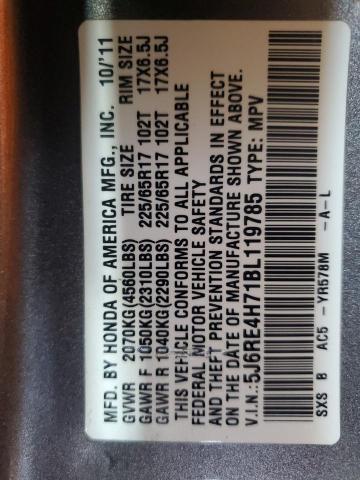 MFD. BY HONDA OF AMERICA MFG., INC. 10/'11
GVWR 2070KG(4560LBS) TIRE SIZE RIM SIZE
GAWR F 1050KG(2310LBS) 225/65R17 102T 17X6.5J
GAWR R 1040KG(2290LBS) 225/65R17 102T 17X6.5J
THIS VEHICLE CONFORMS TO ALL APPLICABLE
FEDERAL MOTOR VEHICLE SAFETY
AND THEFT PREVENTION STANDARDS IN EFFECT
ON THE DATE OF MANUFACTURE SHOWN ABOVE.
V.I.N.:5J6RE4H71BL119785 TYPE: MPV
SXS B AC5 -YR578M -A-L